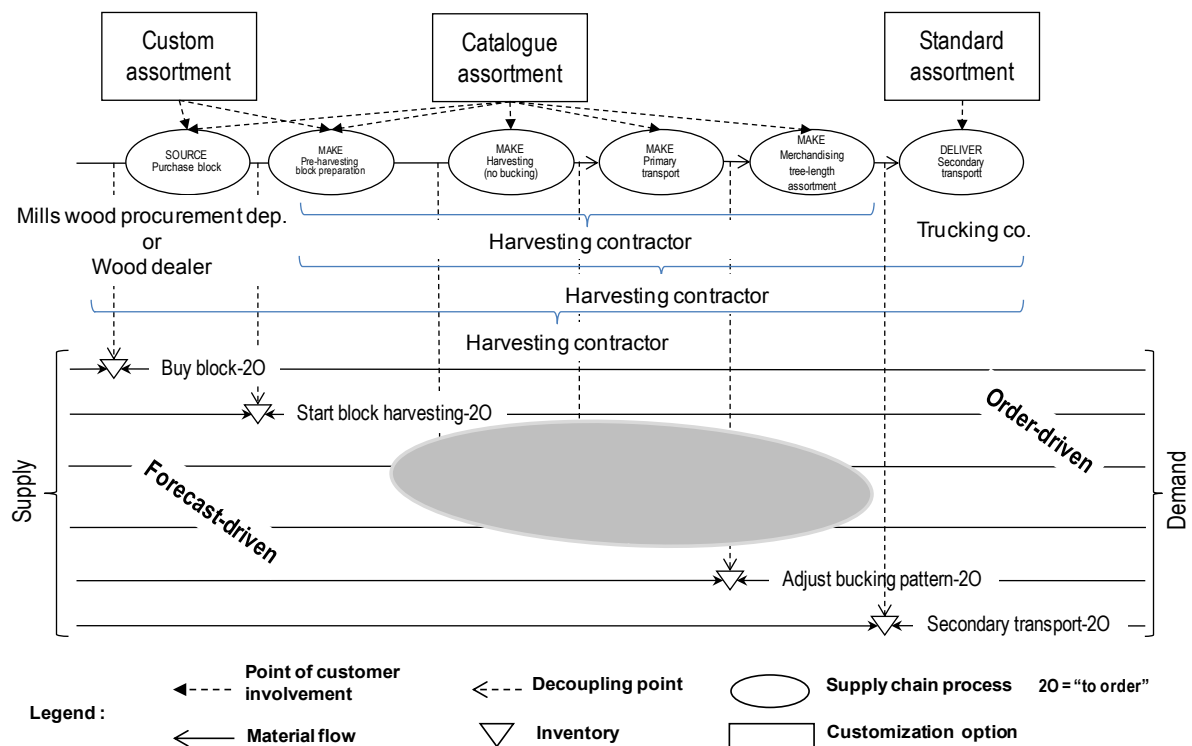 Custom
assortment
Catalogue
assortment
Standard
assortment
SOURCE
Purchase block
MAKE
Pre-harvesting
block preparation
MAKE
Harvesting
(no bucking)
MAKE
Primary
transport
MAKE
Merchandising
tree-length
assortment
DELIVER
Secondary
transportt
Mills wood procurement dep.
or
Wood dealer
Harvesting contractor
Trucking co.
Harvesting contractor
Harvesting contractor
Supply
Buy block-2O
Start block harvesting-2O
Order-driven
Forecast-driven
Demand
Adjust bucking pattern-2O
Secondary transport-2O
Legend :
Point of customer
involvement
Decoupling point
Supply chain process
2O = "to order"
Material flow
Inventory
Customization option